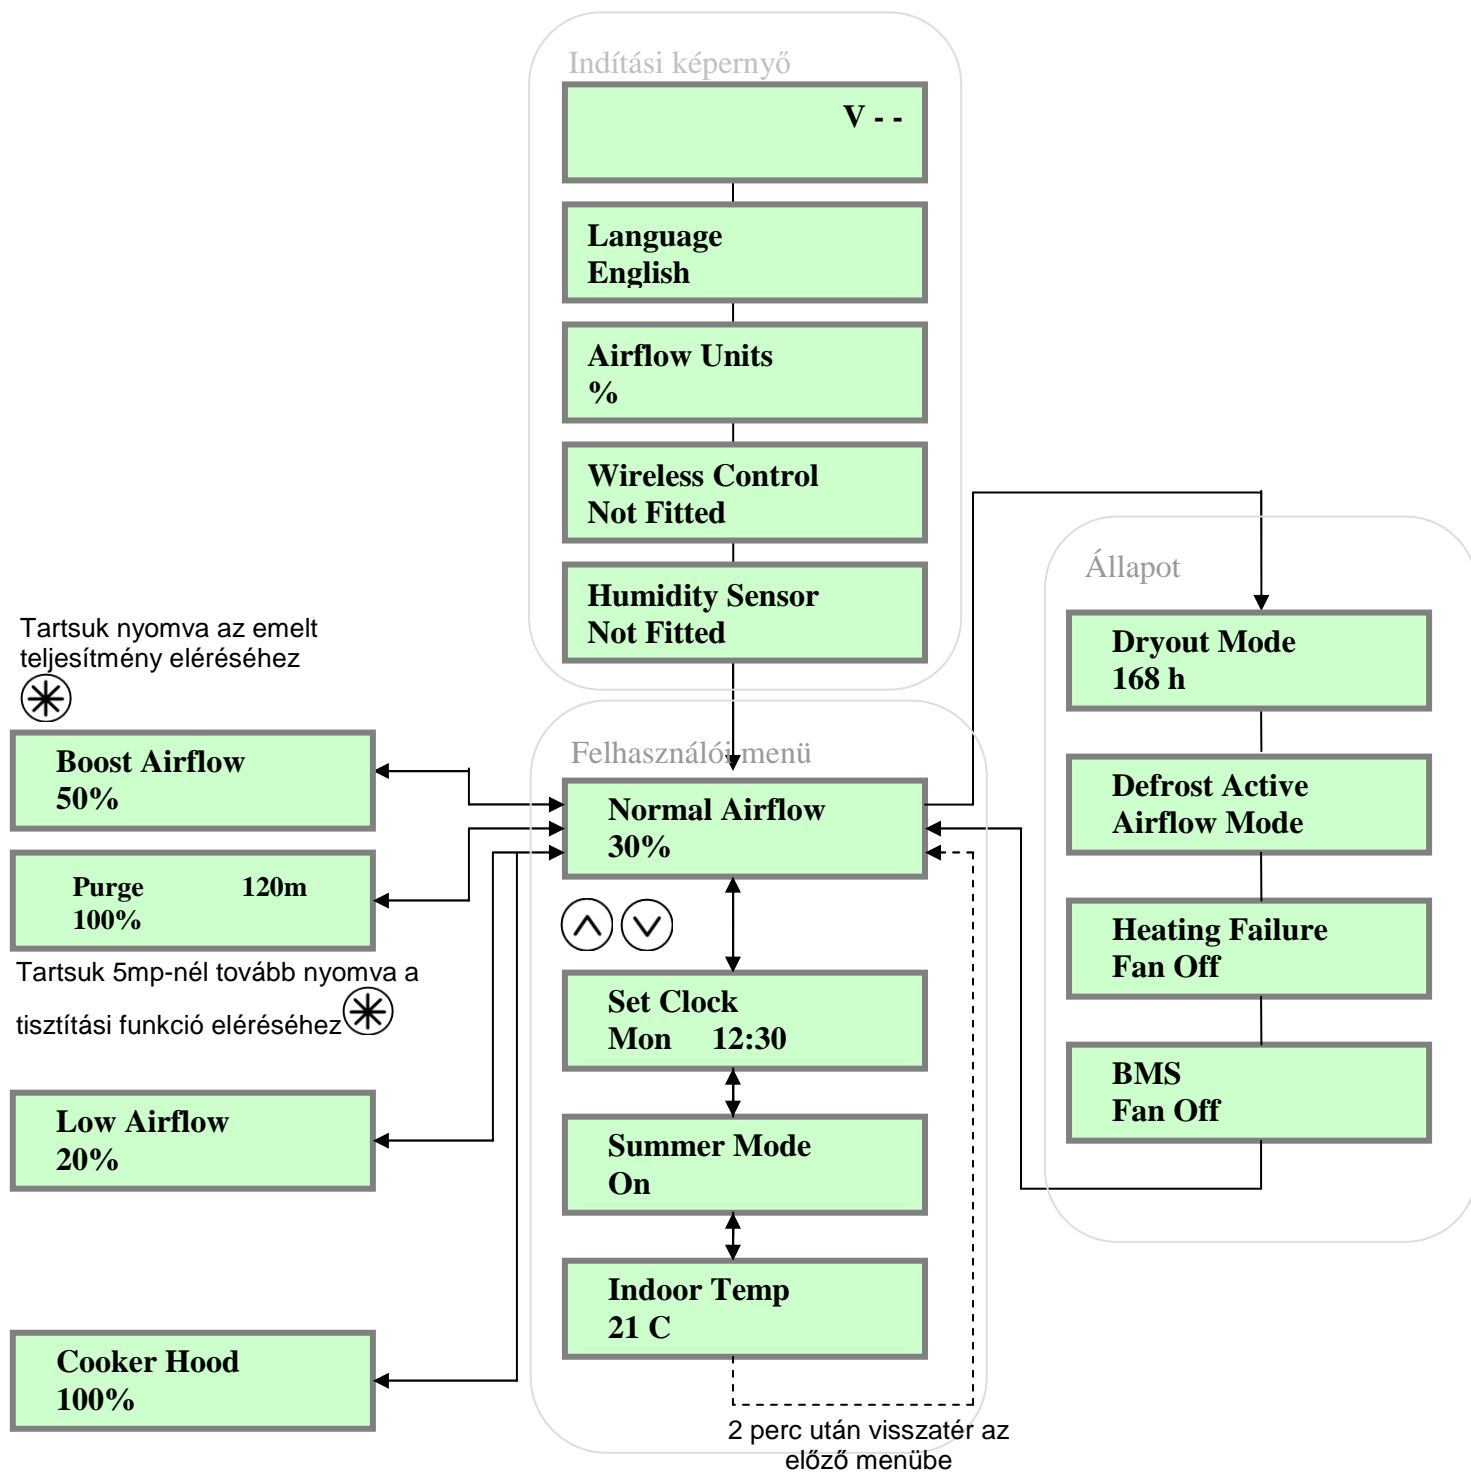 Indítási képernyő
V - -
Language
English
Airflow Units
%
Wireless Control
Not Fitted
Humidity Sensor
Not Fitted
Tartsuk nyomva az emelt
teljesítmény eléréséhez
Boost Airflow
50%
Purge 120m
100%
Tartsuk 5mp-nél tovább nyomva a
tisztítási funkció eléréséhez
Low Airflow
20%
Cooker Hood
100%
Felhasználói menü
Normal Airflow
30%
Set Clock
Mon 12:30
Summer Mode
On
Indoor Temp
21 C
2 perc után visszatér az
előző menübe
Állapot
Dryout Mode
168 h
Defrost Active
Airflow Mode
Heating Failure
Fan Off
BMS
Fan Off